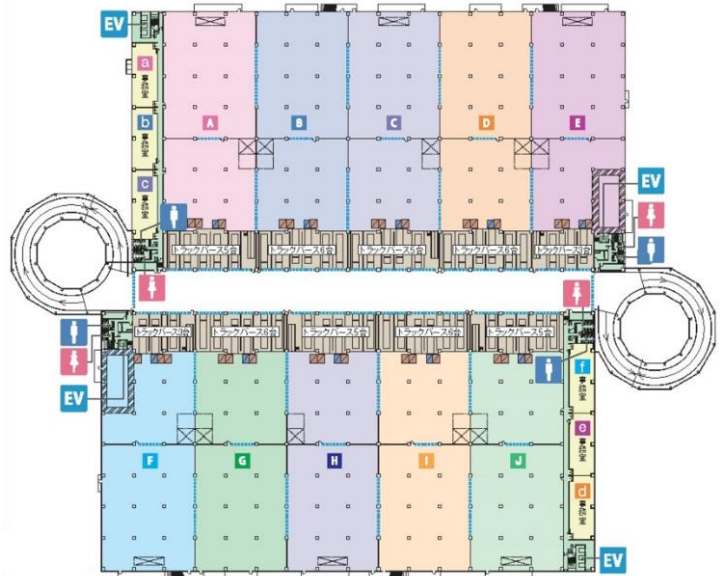 EV
a
事務室
A
B
C
D
E
b
事務室
c
事務室
EV
トラックバース5台
トラックバース6台
トラックバース5台
トラックバース6台
トラックバース3台
トラックバース3台
トラックバース6台
トラックバース5台
トラックバース6台
トラックバース5台
EV
f
事務室
e
事務室
F
G
H
I
J
d
事務室
EV